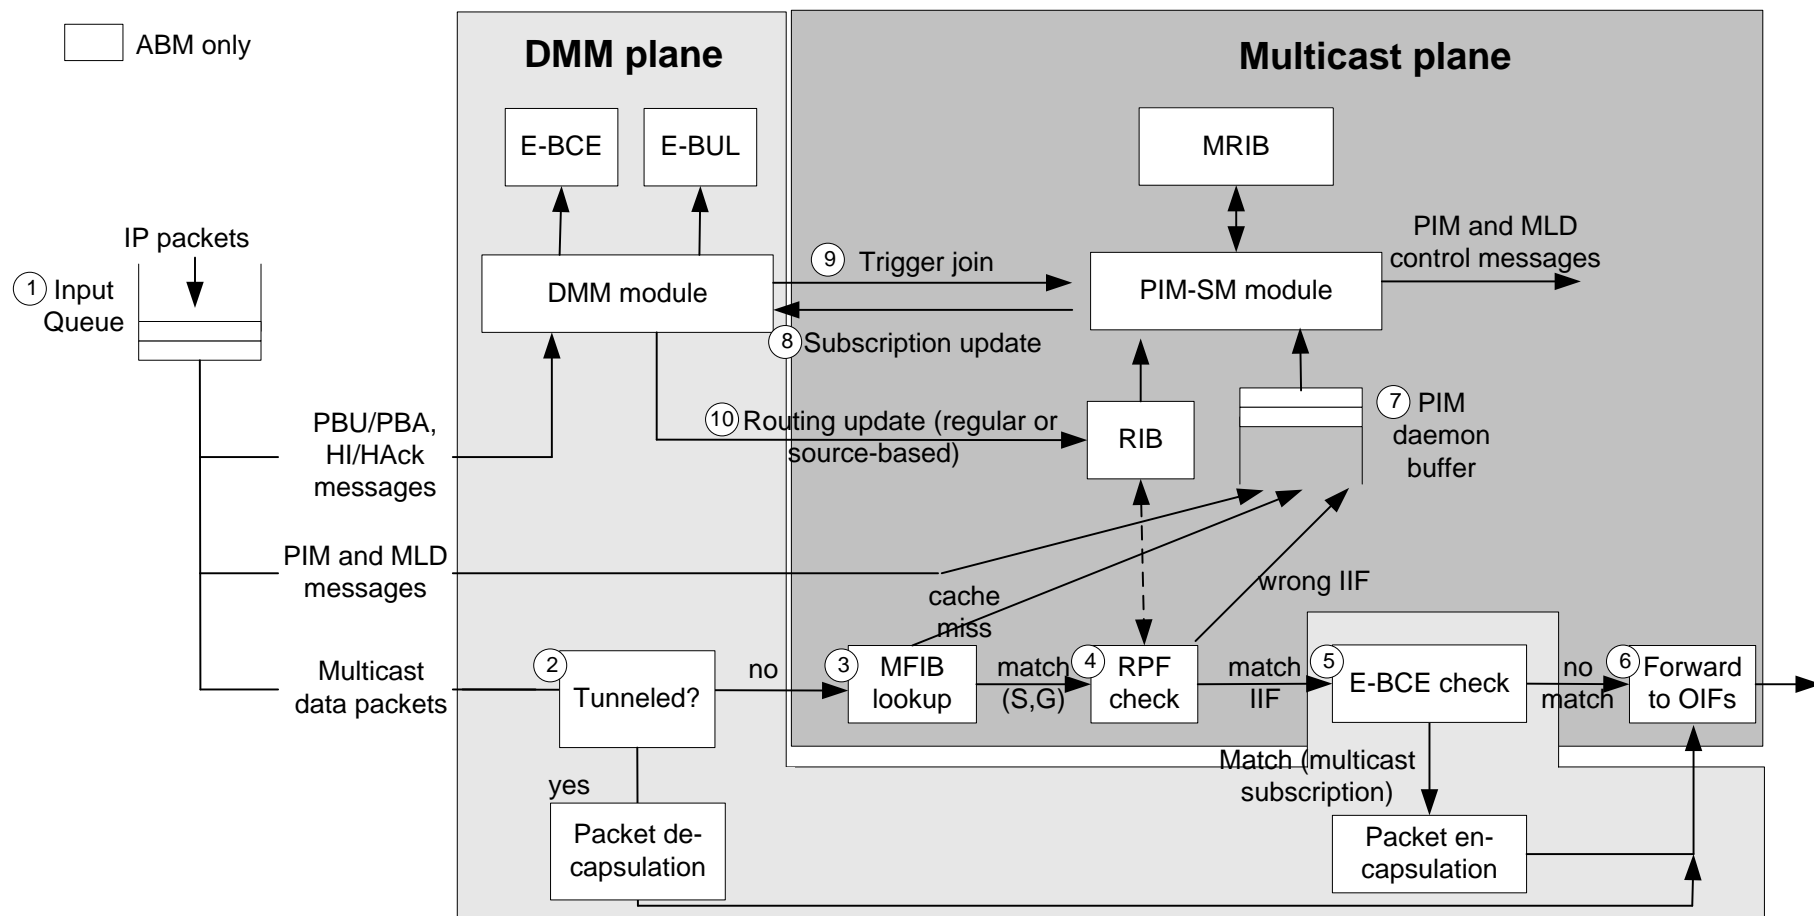 ABM only
DMM plane
Multicast plane
E-BCE
E-BUL
MRIB
IP packets
1 Input
Queue
DMM module
9 Trigger join
PIM-SM module
PIM and MLD
control messages
8 Subscription update
PBU/PBA,
HI/HAck
messages
10 Routing update (regular or
source-based)
RIB
7 PIM
daemon
buffer
PIM and MLD
messages
cache
miss
wrong IIF
Multicast
data packets
2
Tunneled?
no
3
MFIB
lookup
match
(S,G)
4
RPF
check
match
IIF
5
E-BCE check
no
match
6
Forward
to OIFs
yes
Match (multicast
subscription)
Packet de-
capsulation
Packet en-
capsulation